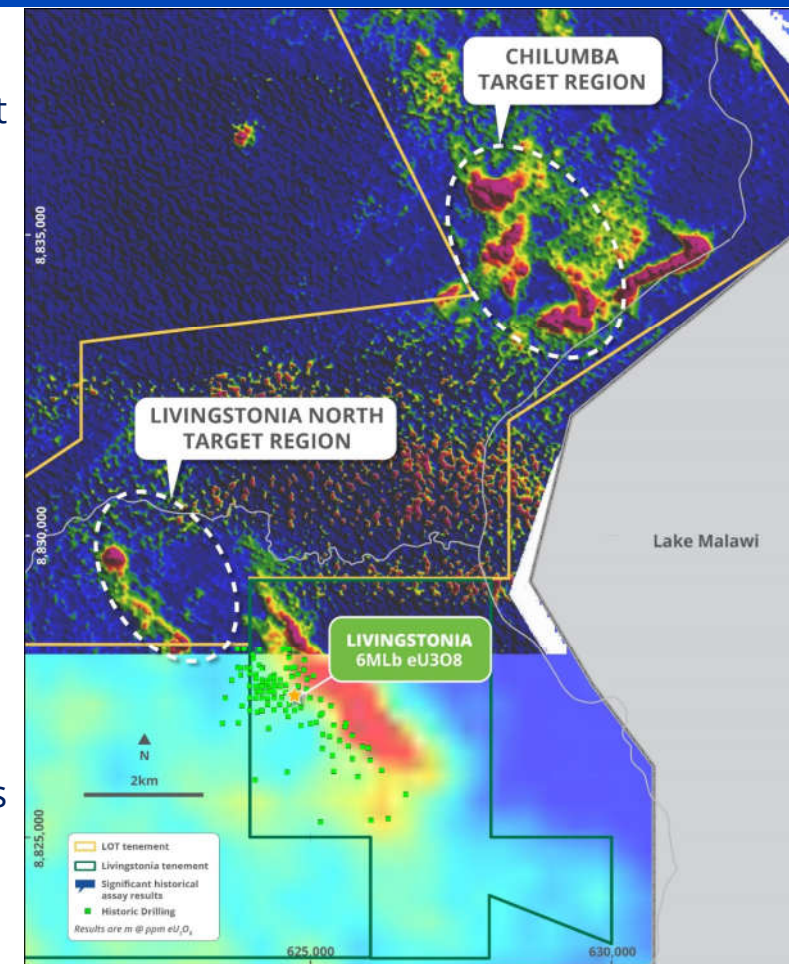 t
CHILUMBA
TARGET REGION
8,835,000
LIVINGSTONIA NORTH
TARGET REGION
8,830,000
Lake Malawi
LIVINGSTONIA
6MLb eU3O8
N
2km
s
8,825,000
LOT tenement
Livingstonia tenement
Significant historical
assay results
Historic Drilling
Results are m @ ppm eU₃O₈
625,000
630,000